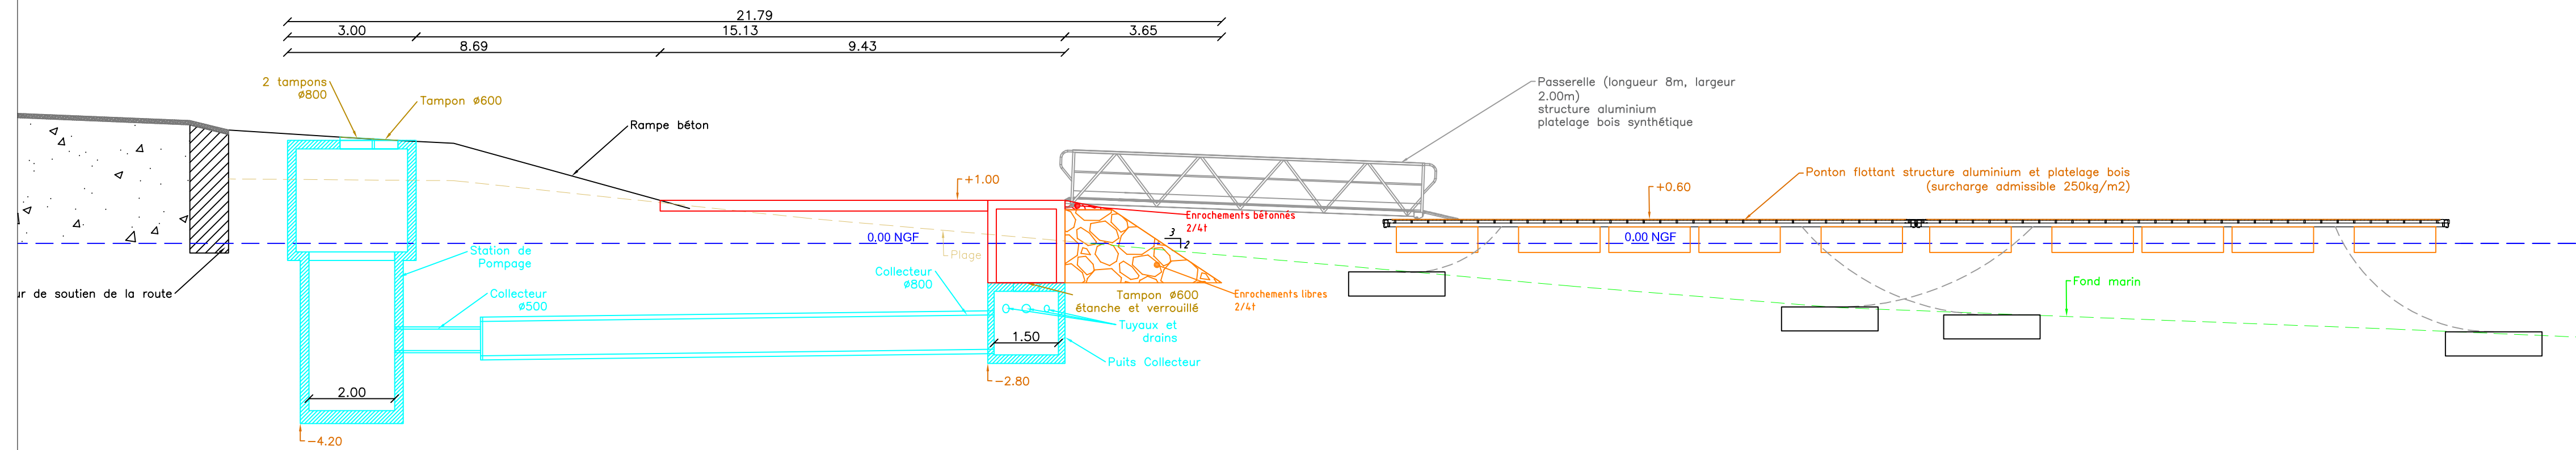 21.79
3.00 15.13 3.65
8.69 9.43
2 tampons
ø800
Tampon ø600
Rampe béton
Passerelle (longueur 8m, largeur
2.00m)
structure aluminium
platelage bois synthétique
+1.00
Ponton flottant structure aluminium et platelage bois
(surcharge admissible 250kg/m2)
+0.60
Enrochements bétonnés
2/4t
3
2
0.00 NGF
0.00 NGF
Plage
Station de
Pompage
Collecteur
ø800
Fond marin
ur de soutien de la route
Collecteur
ø500
Tampon ø600
étanche et verrouillé
Enrochements libres
2/4t
Tuyaux et
drains
1.50
Puits Collecteur
-2.80
2.00
-4.20